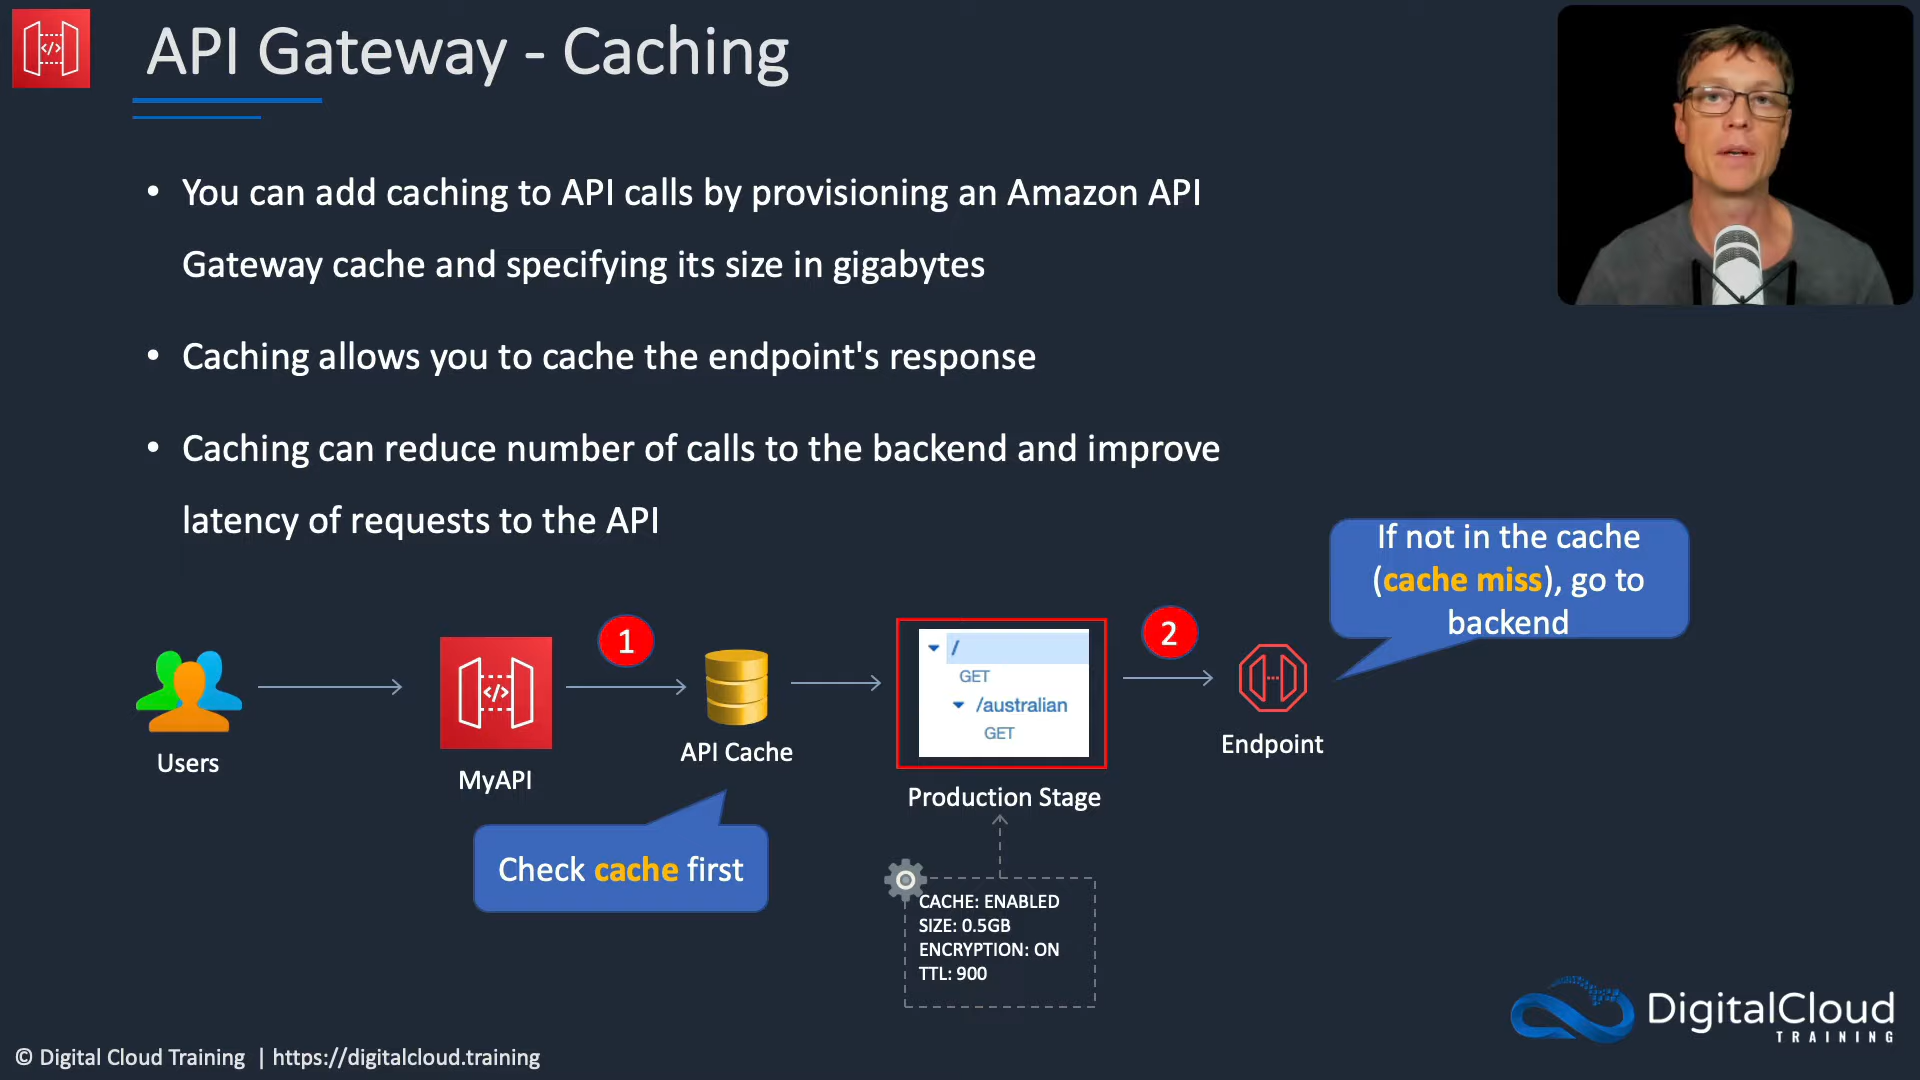 API Gateway - Caching
• You can add caching to API calls by provisioning an Amazon API
Gateway cache and specifying its size in gigabytes
• Caching allows you to cache the endpoint's response
• Caching can reduce number of calls to the backend and improve
latency of requests to the API
If not in the cache
(cache miss), go to
backend
1
2
/
GET
/australian
GET
Users
MyAPI
API Cache
Production Stage
Endpoint
Check cache first
CACHE: ENABLED
SIZE: 0.5GB
ENCRYPTION: ON
TTL: 900
DigitalCloud
TRAINING
© Digital Cloud Training | https://digitalcloud.training